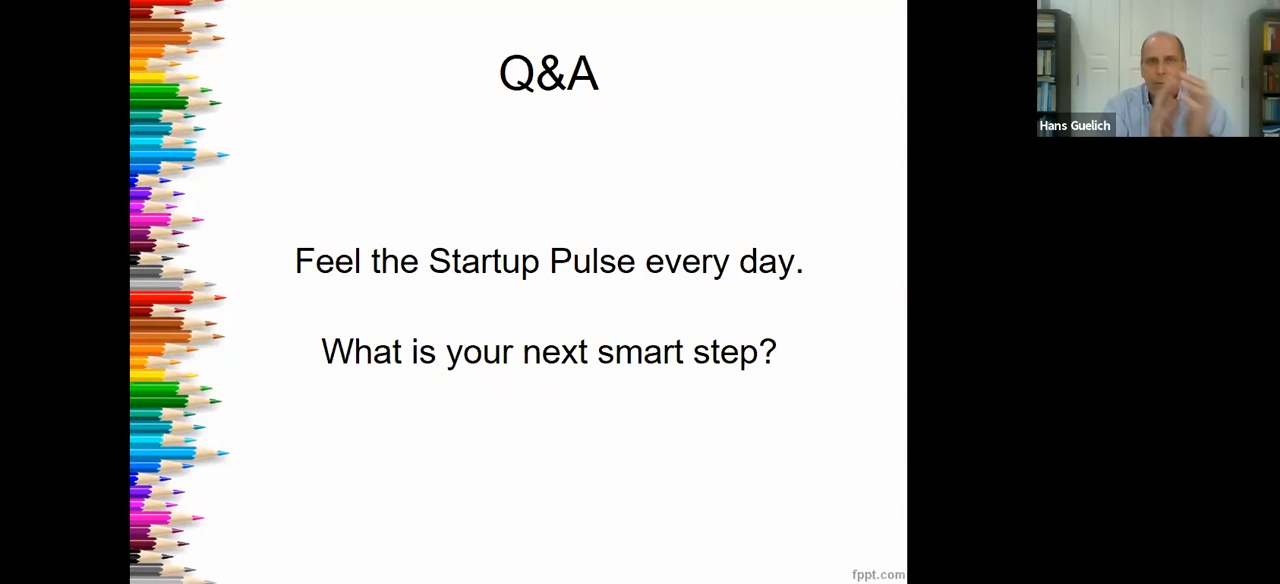 Q&A
Hans Guelich
Feel the Startup Pulse every day.
What is your next smart step?
fppt.com